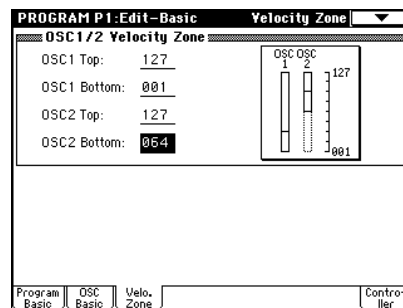 PROGRAM P1:Edit-Basic Velocity Zone
OSC1/2 Velocity Zone
OSC1 Top: 127
OSC1 Bottom: 001
OSC2 Top: 127
OSC2 Bottom: 064
OSC OSC
1 2
127
001
Program Basic
OSC Basic
Velo. Zone
Contro-ller